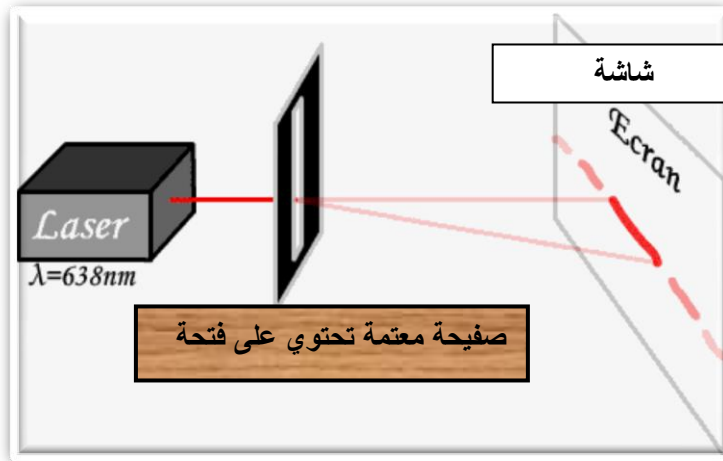 شاشة
Ecran
Laser
λ=638nm
صفيحة معتمة تحتوي على فتحة